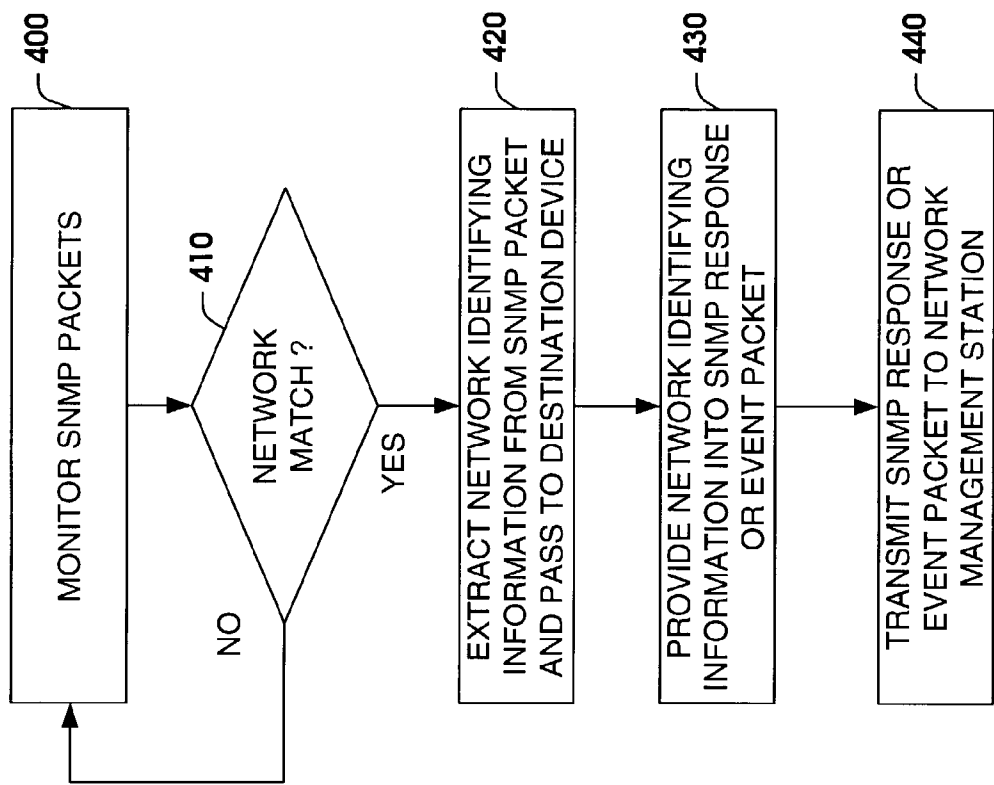 400
MONITOR SNMP PACKETS
410
NETWORK
MATCH ?
NO
YES
420
EXTRACT NETWORK IDENTIFYING
INFORMATION FROM SNMP PACKET
AND PASS TO DESTINATION DEVICE
430
PROVIDE NETWORK IDENTIFYING
INFORMATION INTO SNMP RESPONSE
OR EVENT PACKET
440
TRANSMIT SNMP RESPONSE OR
EVENT PACKET TO NETWORK
MANAGEMENT STATION